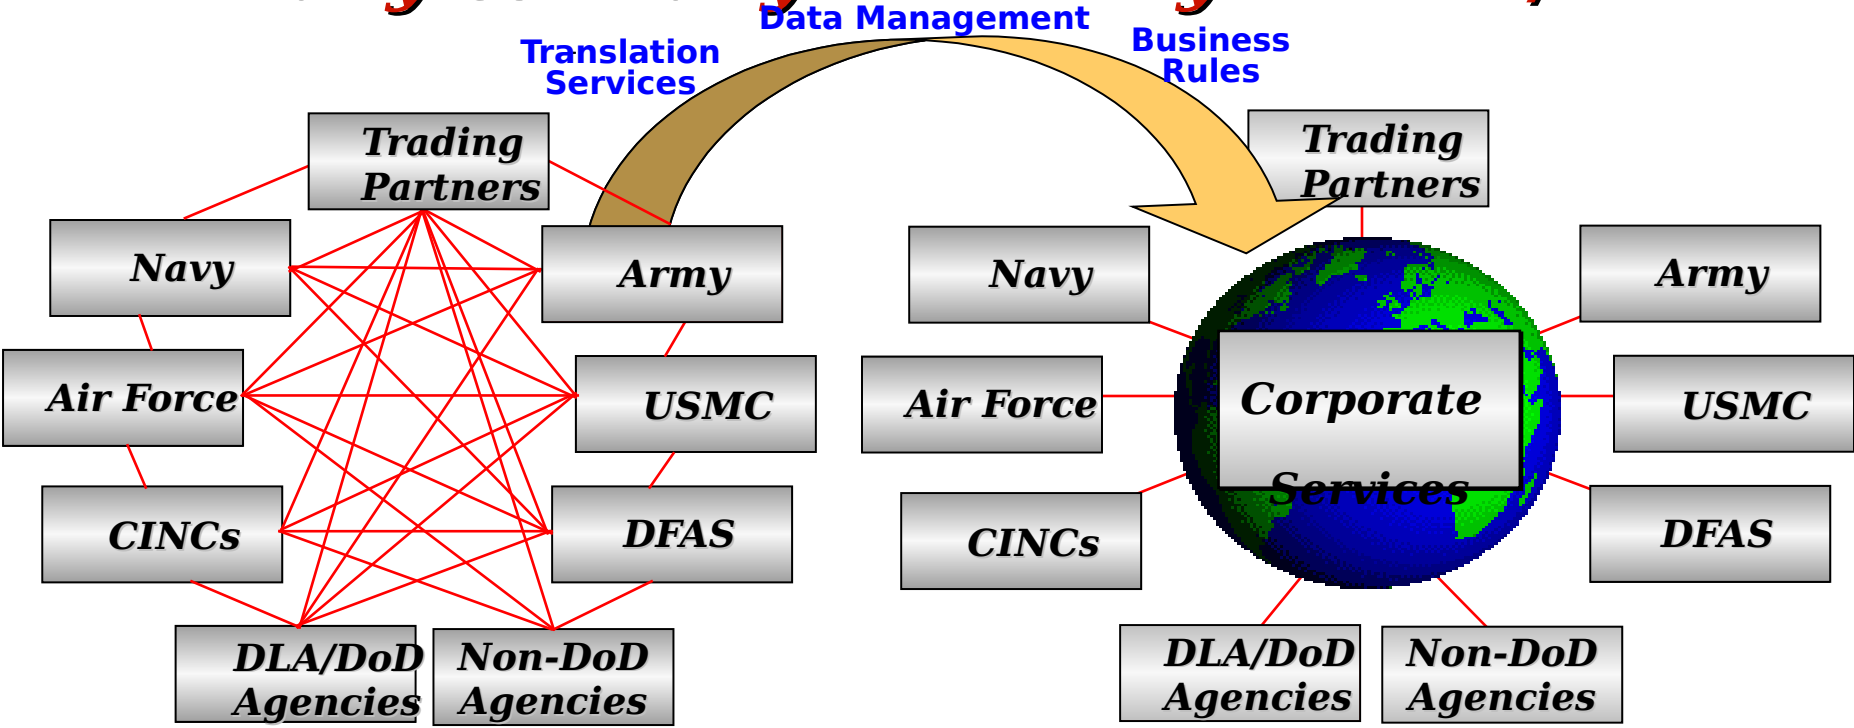 Data Management
Translation
Services
Business
Rules
Trading
Partners
Navy
Army
Air Force
USMC
CINCs
DFAS
DLA/DoD
Agencies
Non-DoD
Agencies
Trading
Partners
Navy
Army
Air Force
Corporate
Services
USMC
CINCs
DFAS
DLA/DoD
Agencies
Non-DoD
Agencies